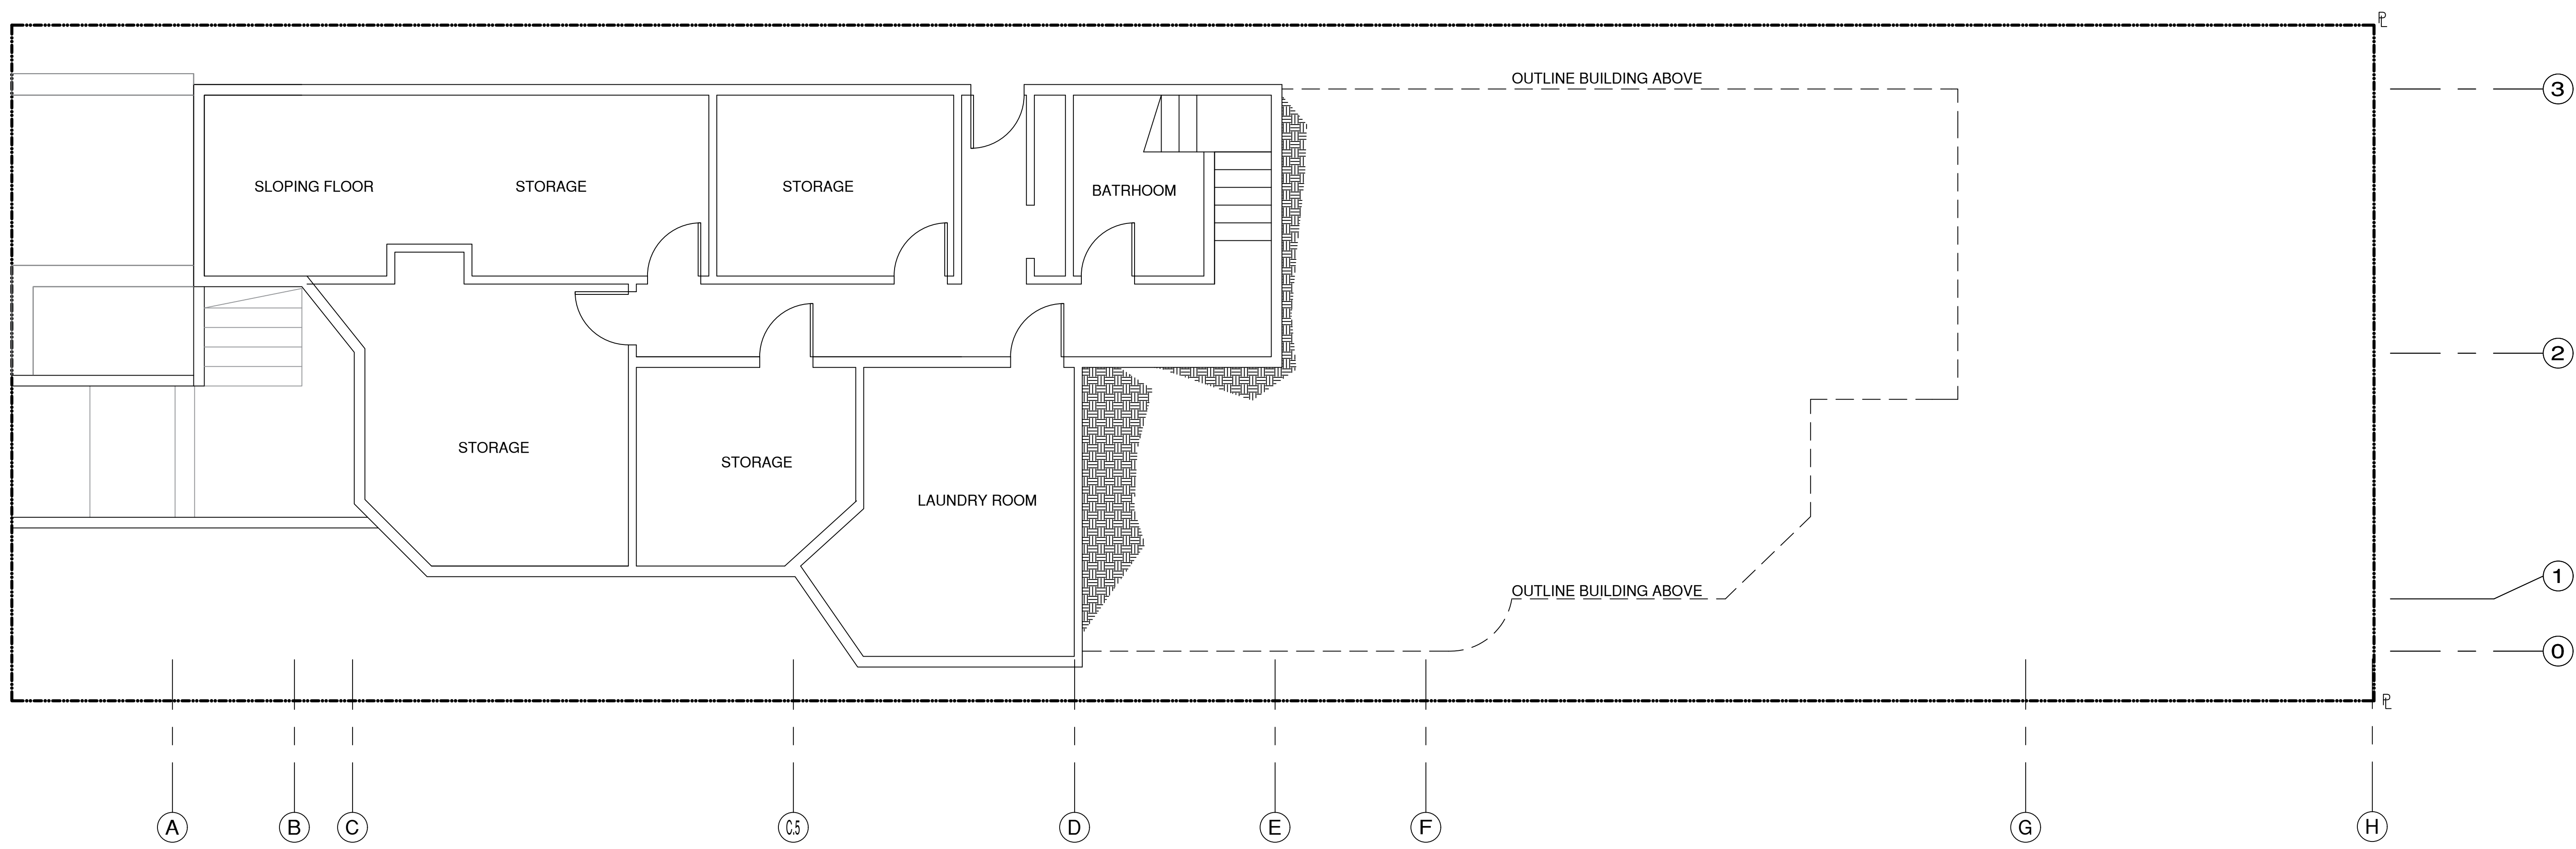 PL
OUTLINE BUILDING ABOVE
3
SLOPING FLOOR
STORAGE
STORAGE
BATRHOOM
2
STORAGE
STORAGE
LAUNDRY ROOM
1
OUTLINE BUILDING ABOVE
0
PL
A
B
C
C.5
D
E
F
G
H